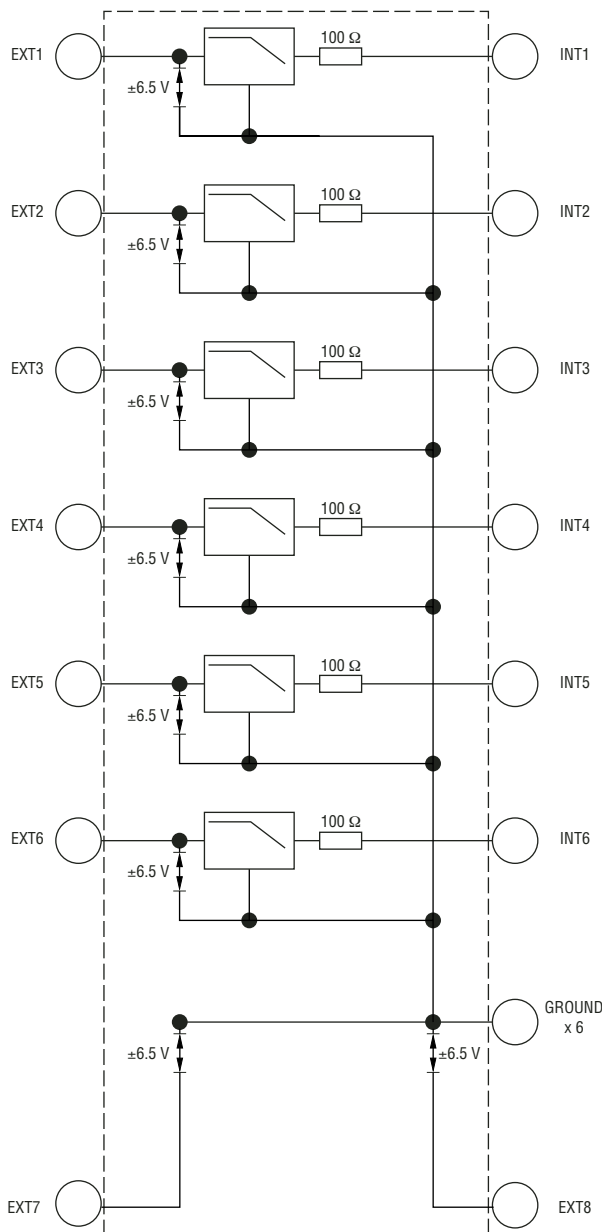 100 Ω
EXT1 INT1
±6.5 V
100 Ω
EXT2 INT2
±6.5 V
100 Ω
EXT3 INT3
±6.5 V
100 Ω
EXT4 INT4
±6.5 V
100 Ω
EXT5 INT5
±6.5 V
100 Ω
EXT6 INT6
±6.5 V
GROUND
x 6
±6.5 V ±6.5 V
EXT7 EXT8